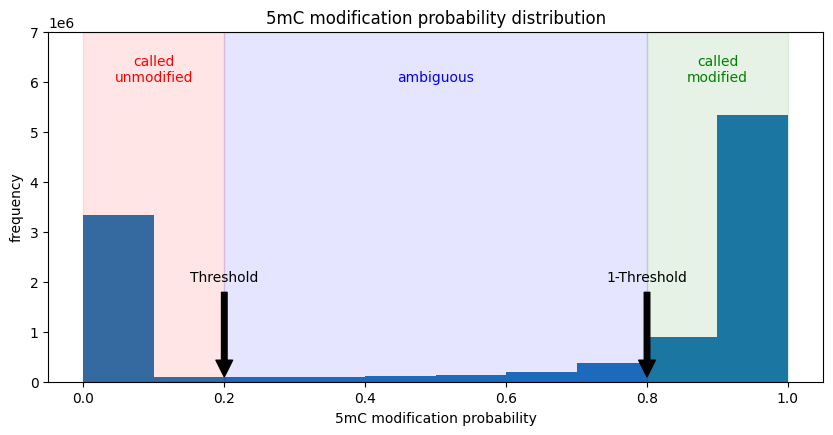 5mC modification probability distribution
1e6
7
6
5
4
3
2
1
0
frequency
called
unmodified
ambiguous
called
modified
Threshold
1-Threshold
0.0
0.2
0.4
0.6
0.8
1.0
5mC modification probability